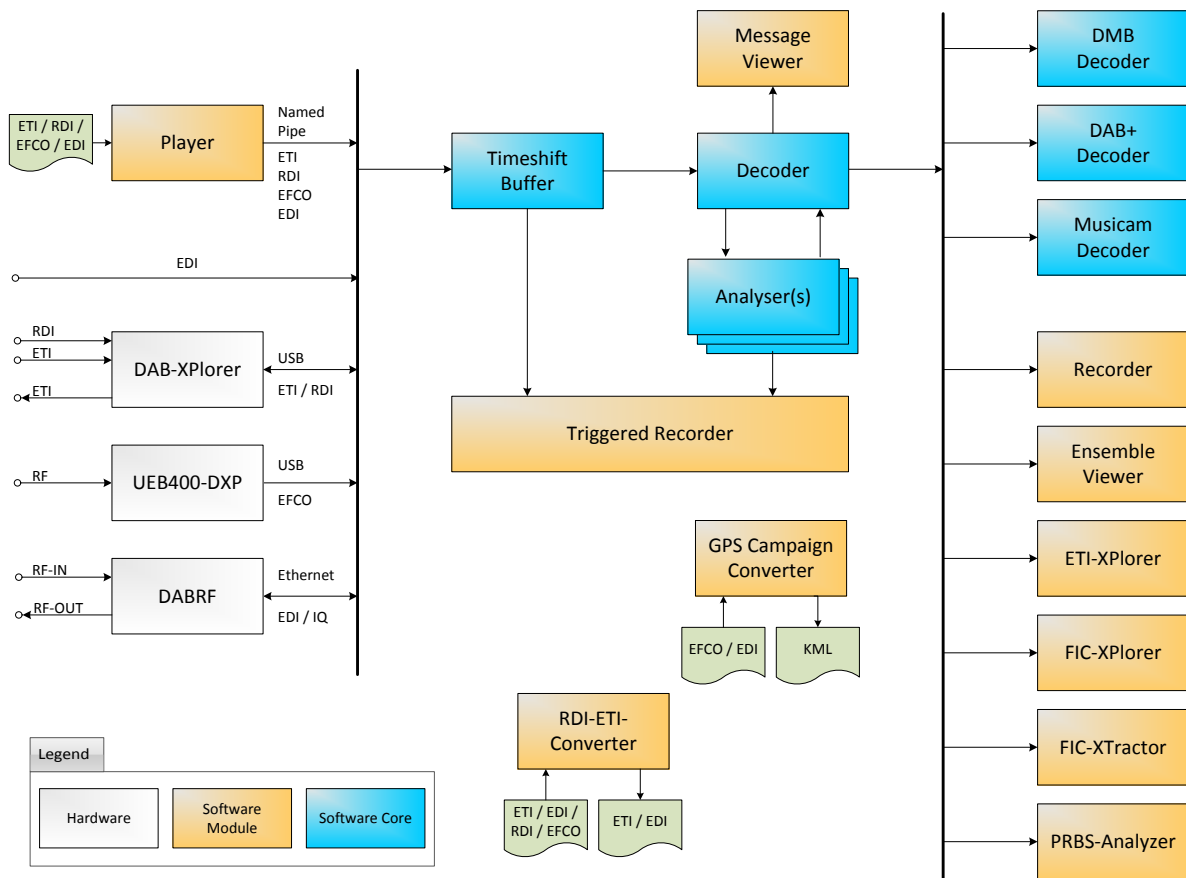 ETI / RDI /
EFCO / EDI
Player
Named
Pipe
ETI
RDI
EFCO
EDI
EDI
RDI
ETI
ETI
DAB-XPlorer
USB
ETI / RDI
RF
UEB400-DXP
USB
EFCO
RF-IN
RF-OUT
DABRF
Ethernet
EDI / IQ
Timeshift
Buffer
Message
Viewer
Decoder
Analyser(s)
Triggered Recorder
GPS Campaign
Converter
EFCO / EDI
KML
RDI-ETI-
Converter
ETI / EDI /
RDI / EFCO
ETI / EDI
DMB
Decoder
DAB+
Decoder
Musicam
Decoder
Recorder
Ensemble
Viewer
ETI-XPlorer
FIC-XPlorer
FIC-XTractor
PRBS-Analyzer
Legend
Hardware
Software
Module
Software Core